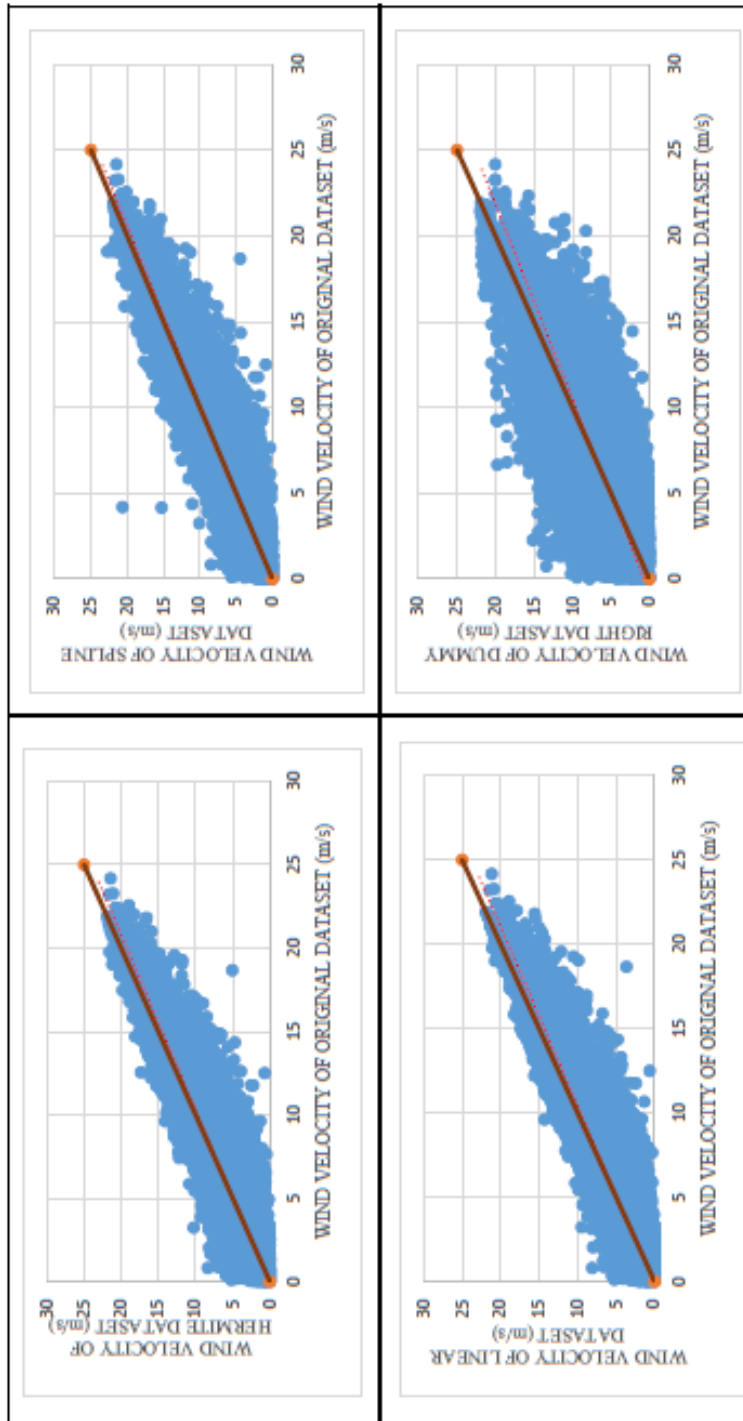 WIND VELOCITY OF
HERMITE DATASET (m/s)
30
25
20
15
10
5
0
0 5 10 15 20 25 30
WIND VELOCITY OF ORIGINAL DATASET (m/s)
WIND VELOCITY OF SPLINE
DATASET (m/s)
30
25
20
15
10
5
0
0 5 10 15 20 25 30
WIND VELOCITY OF ORIGINAL DATASET (m/s)
WIND VELOCITY OF LINEAR
DATASET (m/s)
30
25
20
15
10
5
0
0 5 10 15 20 25 30
WIND VELOCITY OF ORIGINAL DATASET (m/s)
WIND VELOCITY OF DUMMY
RIGHT DATASET (m/s)
30
25
20
15
10
5
0
0 5 10 15 20 25 30
WIND VELOCITY OF ORIGINAL DATASET (m/s)